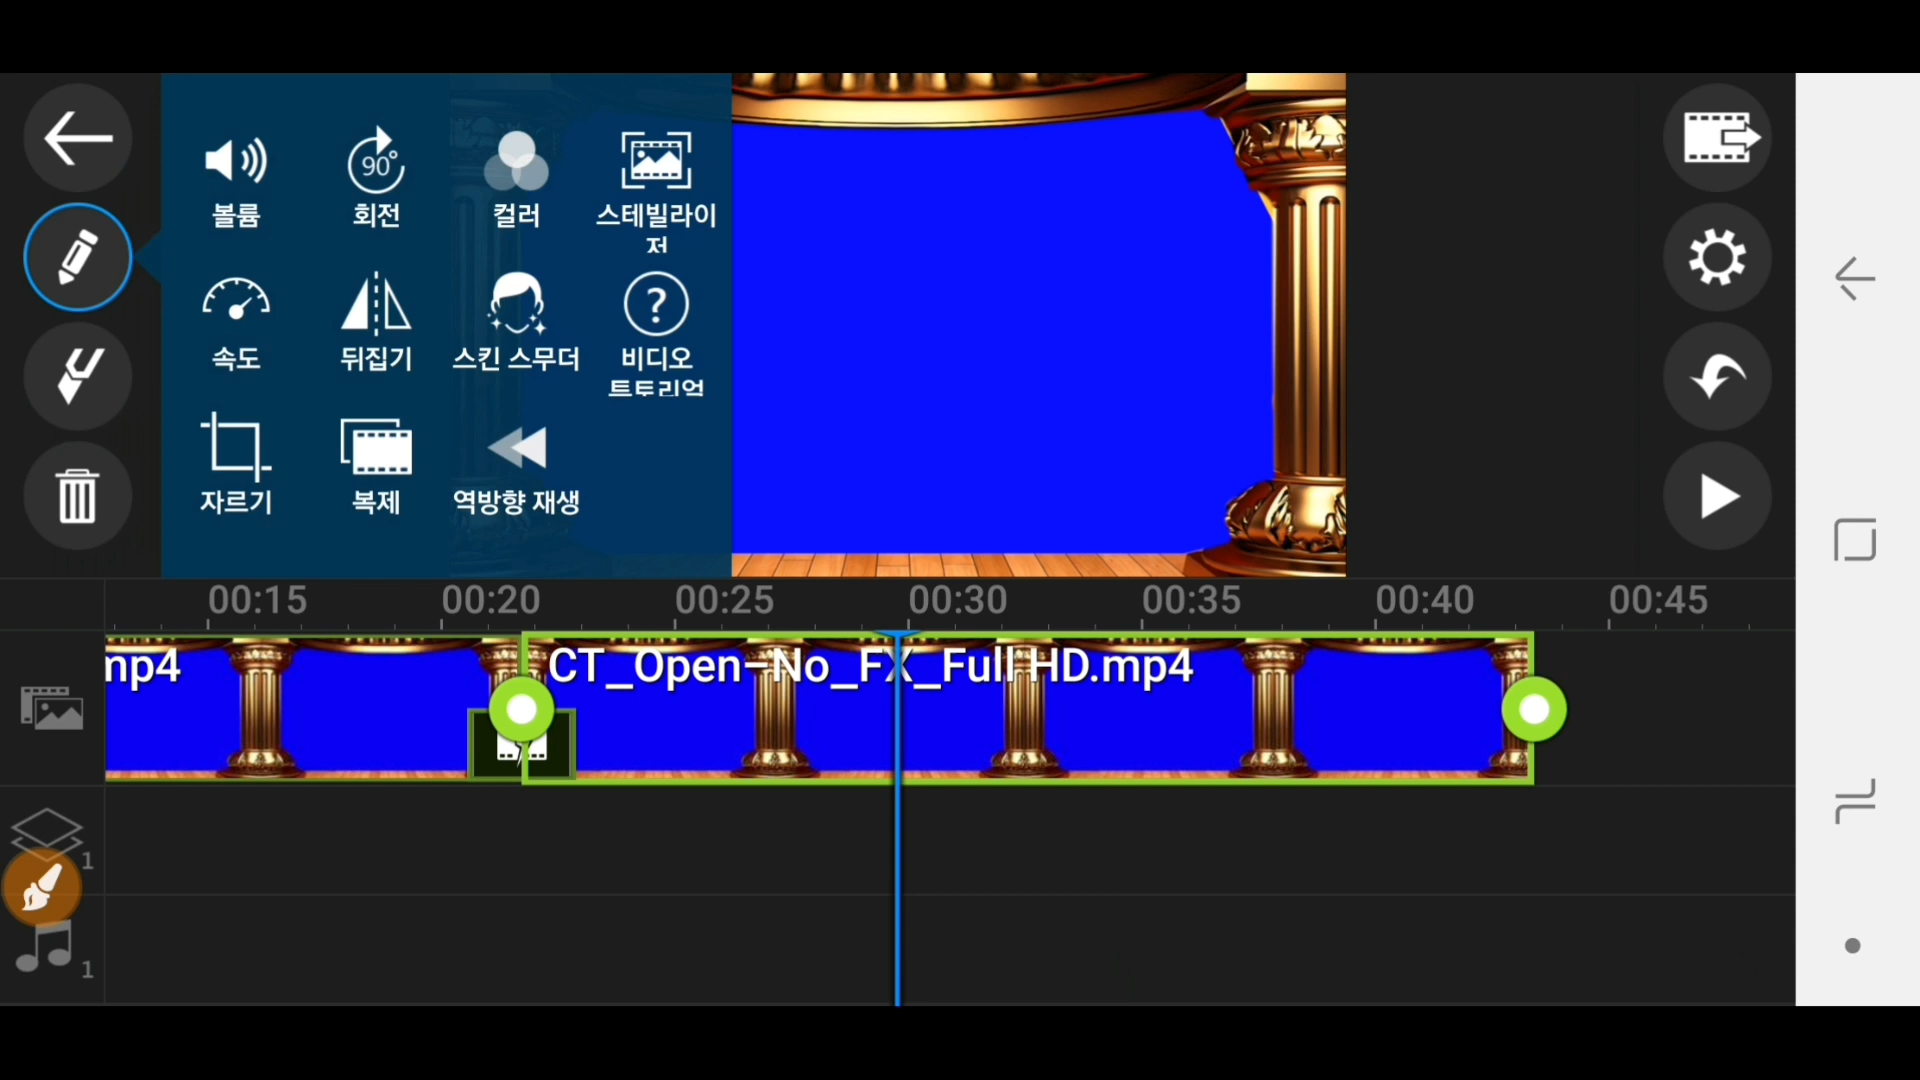 볼륨
90°
회전
컬러
스테빌라이
저
속도
뒤집기
스킨 스무더
?
비디오
트토리얼
자르기
복제
역방향 재생
00:15
00:20
00:25
00:30
00:35
00:40
00:45
mp4
CT_Open-No_FX_Full HD.mp4
1
1